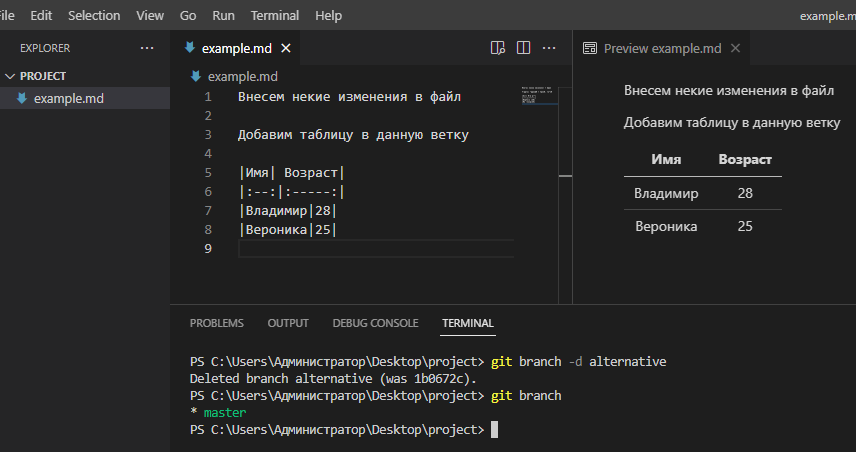 File Edit Selection View Go Run Terminal Help example.m
EXPLORER ···
PROJECT
example.md
example.md
example.md
1 Внесем некие изменения в файл
2
3 Добавим таблицу в данную ветку
4
5 |Имя| Возраст|
6 |:--:|:-----:|
7 |Владимир|28|
8 |Вероника|25|
9
Preview example.md
Внесем некие изменения в файл
Добавим таблицу в данную ветку
Имя Возраст
Владимир 28
Вероника 25
PROBLEMS OUTPUT DEBUG CONSOLE TERMINAL
PS C:\Users\Администратор\Desktop\project> git branch -d alternative
Deleted branch alternative (was 1b0672c).
PS C:\Users\Администратор\Desktop\project> git branch
* master
PS C:\Users\Администратор\Desktop\project>